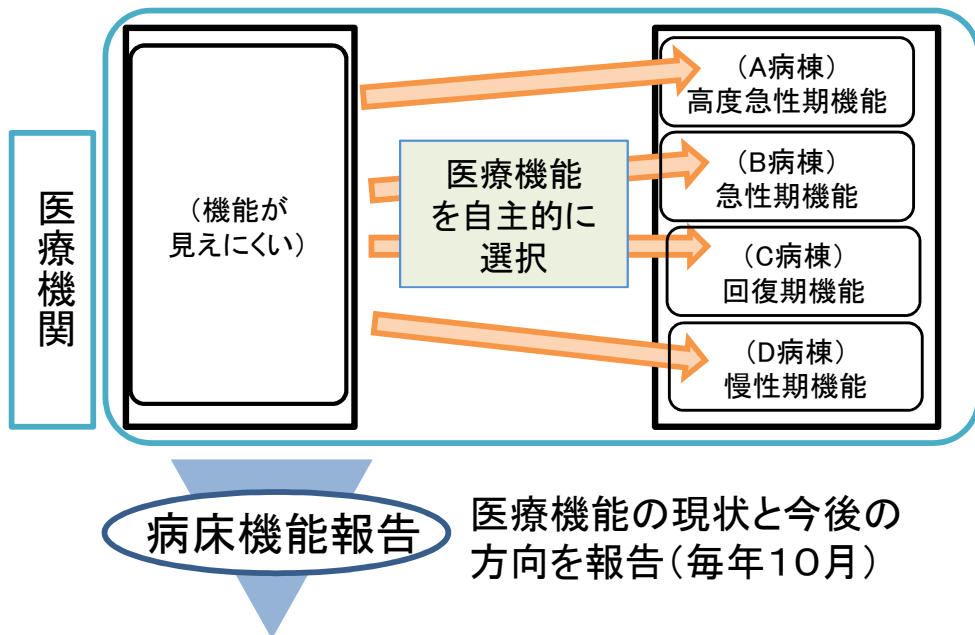 医療機関
（機能が
見えにくい）
医療機能
を自主的に
選択
（A病棟）
高度急性期機能
（B病棟）
急性期機能
（C病棟）
回復期機能
（D病棟）
慢性期機能
病床機能報告
医療機能の現状と今後の
方向を報告（毎年１０月）